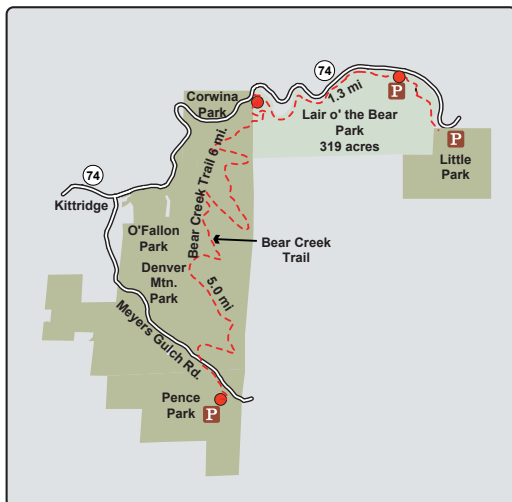 74
Corwina
Park
1.3 mi
P
Lair o' the Bear
Park
319 acres
P
Little
Park
74
Kittridge
Bear Creek Trail 6 mi.
O'Fallon
Park
Bear Creek
Trail
Denver
Mtn.
Park
5.0 mi
Meyers Gulch Rd.
Pence
Park
P